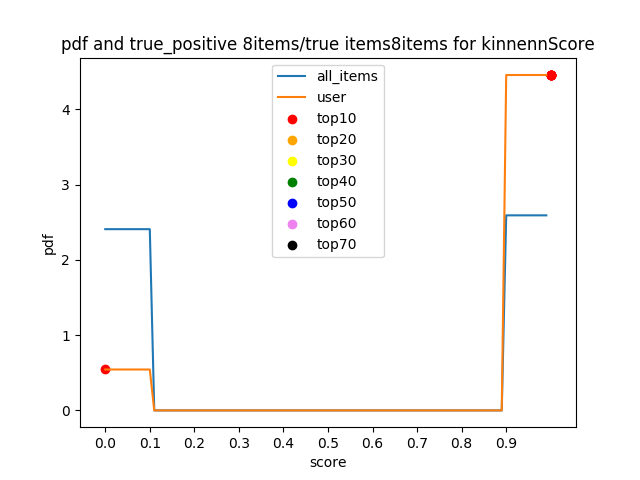 pdf and true_positive 8items/true items8items for kinnennScore
all_items
user
top10
top20
top30
top40
top50
top60
top70
4
3
2
1
0
pdf
0.0 0.1 0.2 0.3 0.4 0.5 0.6 0.7 0.8 0.9
score